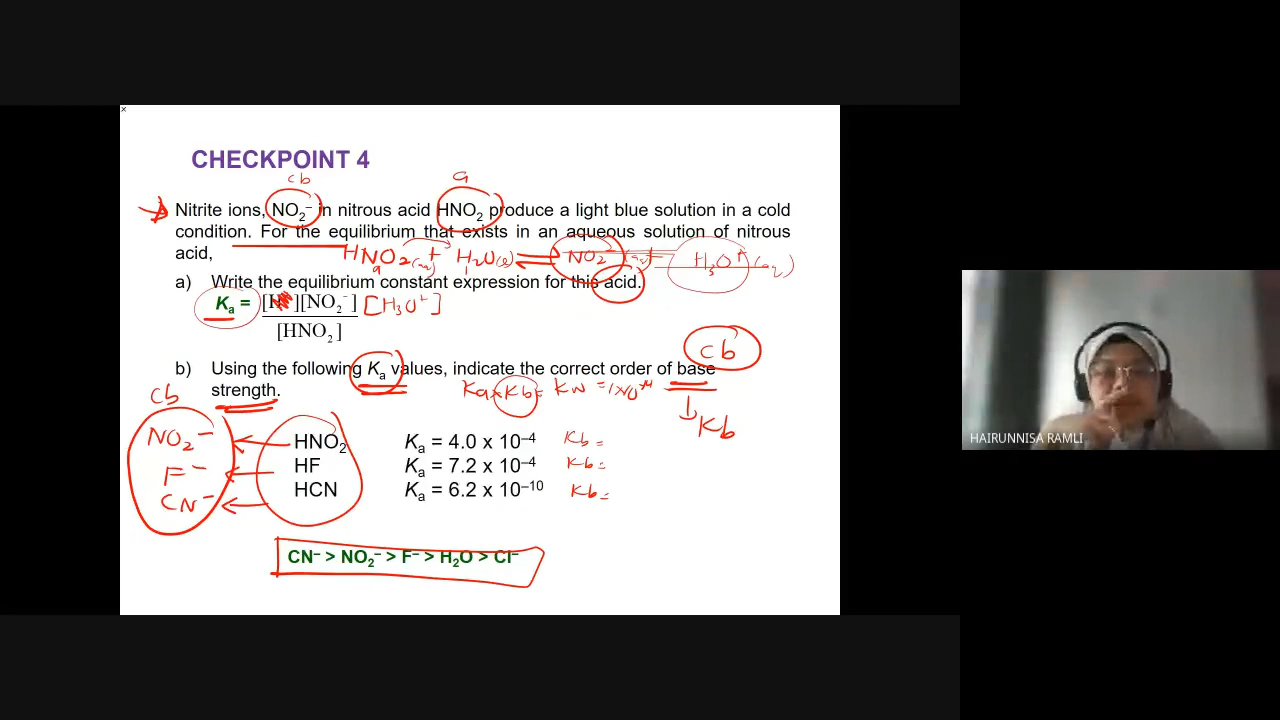 CHECKPOINT 4
cb
a
Nitrite ions, NO₂⁻ in nitrous acid HNO₂ produce a light blue solution in a cold
condition. For the equilibrium that exists in an aqueous solution of nitrous
acid,
HNO₂(aq) + H₂O(l) ⇌ NO₂⁻(aq) + H₃O⁺(aq)
a
a) Write the equilibrium constant expression for this acid.
Kₐ = [ ][NO₂⁻] [H₃O⁺]
[HNO₂]
cb
b) Using the following Kₐ values, indicate the correct order of base
strength.
Ka x Kb = Kw = 1x10⁻¹⁴
↓
Kb
cb
NO₂⁻ ← HNO₂ Kₐ = 4.0 x 10⁻⁴ Kb =
F⁻ ← HF Kₐ = 7.2 x 10⁻⁴ Kb =
CN⁻ ← HCN Kₐ = 6.2 x 10⁻¹⁰ Kb =
CN⁻ > NO₂⁻ > F⁻ > H₂O > Cl⁻
HAIRUNNISA RAMLI